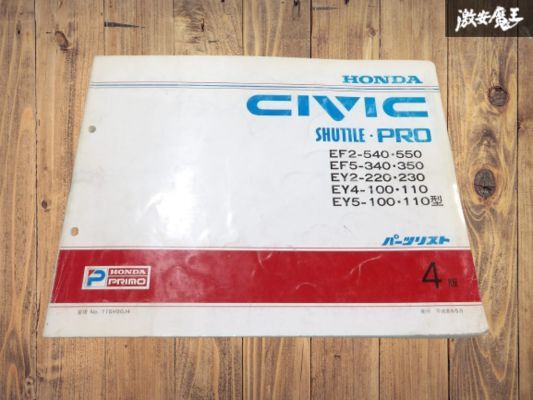 激安魔王
HONDA
CIVIC
SHUTTLE・PRO
EF2-540・550
EF5-340・350
EY2-220・230
EY4-100・110
EY5-100・110型
パーツリスト
4版
HONDA
PRIMO